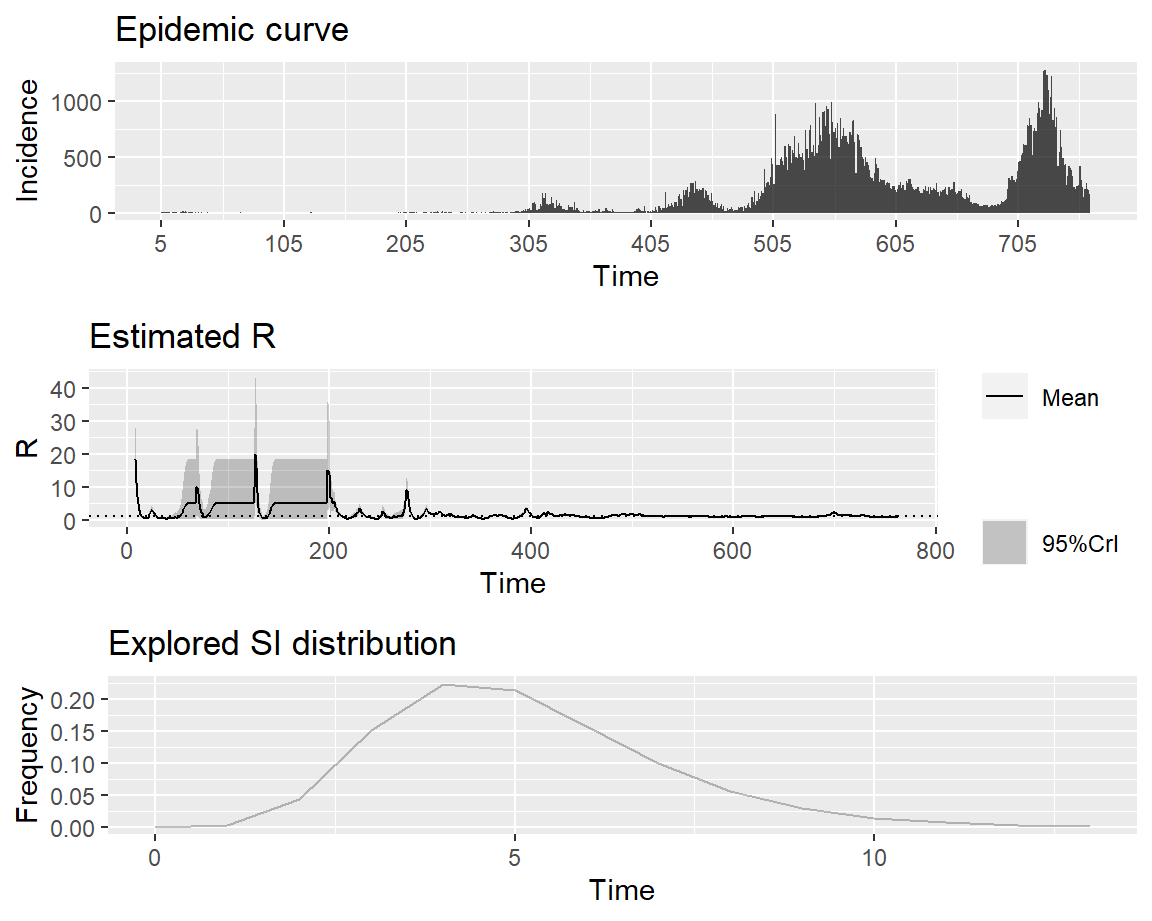 Epidemic curve
Incidence
1000
500
0
5 105 205 305 405 505 605 705
Time
Estimated R
R
40
30
20
10
0
0 200 400 600 800
Time
Mean
95%CrI
Explored SI distribution
Frequency
0.20
0.15
0.10
0.05
0.00
0 5 10
Time